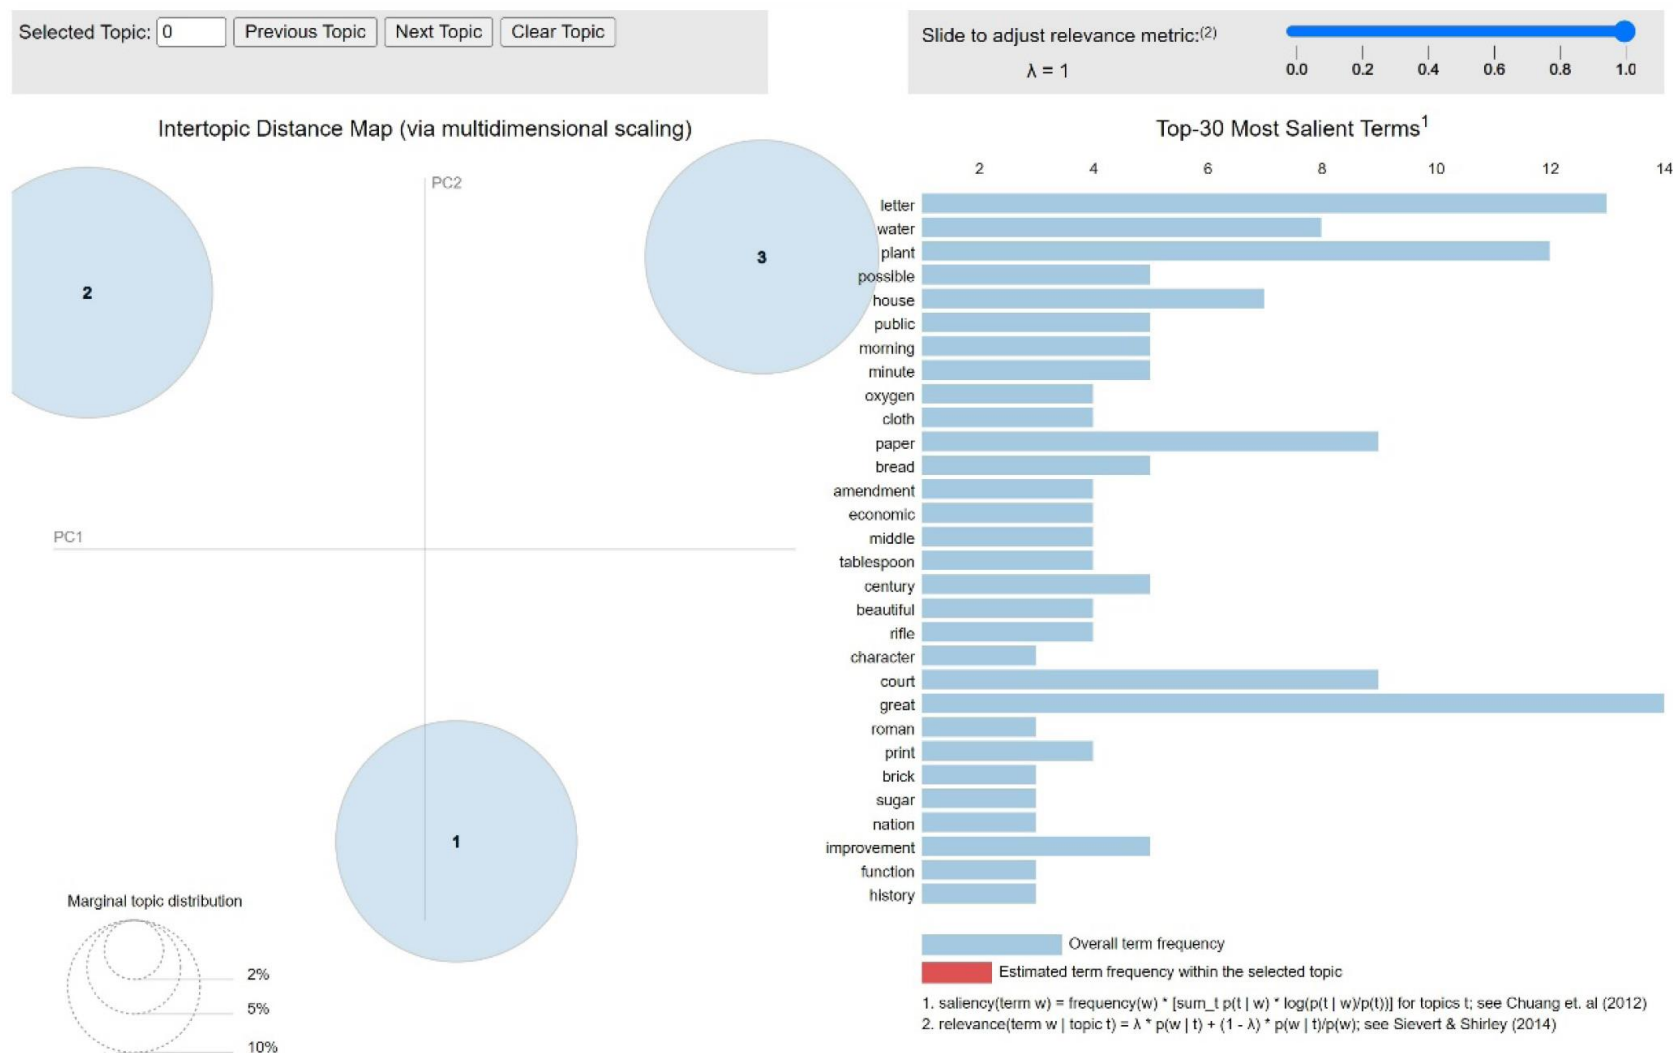 Selected Topic: 0 Previous Topic Next Topic Clear Topic
Slide to adjust relevance metric:(2)
λ = 1
0.0 0.2 0.4 0.6 0.8 1.0
Intertopic Distance Map (via multidimensional scaling)
PC2
PC1
2
3
1
Marginal topic distribution
2%
5%
10%
Top-30 Most Salient Terms1
2 4 6 8 10 12 14
letter
water
plant
possible
house
public
morning
minute
oxygen
cloth
paper
bread
amendment
economic
middle
tablespoon
century
beautiful
rifle
character
court
great
roman
print
brick
sugar
nation
improvement
function
history
Overall term frequency
Estimated term frequency within the selected topic
1. saliency(term w) = frequency(w) * [sum_t p(t | w) * log(p(t | w)/p(t))] for topics t; see Chuang et. al (2012)
2. relevance(term w | topic t) = λ * p(w | t) + (1 - λ) * p(w | t)/p(w); see Sievert & Shirley (2014)